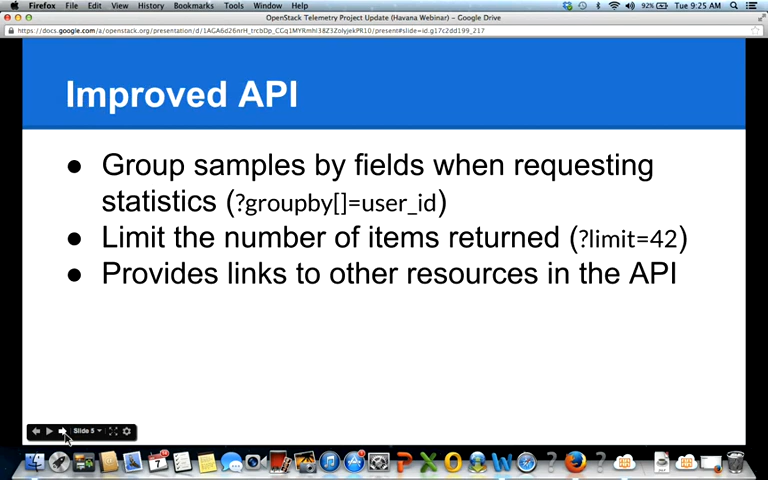 Firefox File Edit View History Bookmarks Tools Window Help
92% Tue 9:25 AM
OpenStack Telemetry Project Update (Havana Webinar) – Google Drive
Improved API
● Group samples by fields when requesting
statistics (?groupby[]=user_id)
● Limit the number of items returned (?limit=42)
● Provides links to other resources in the API
Slide 5